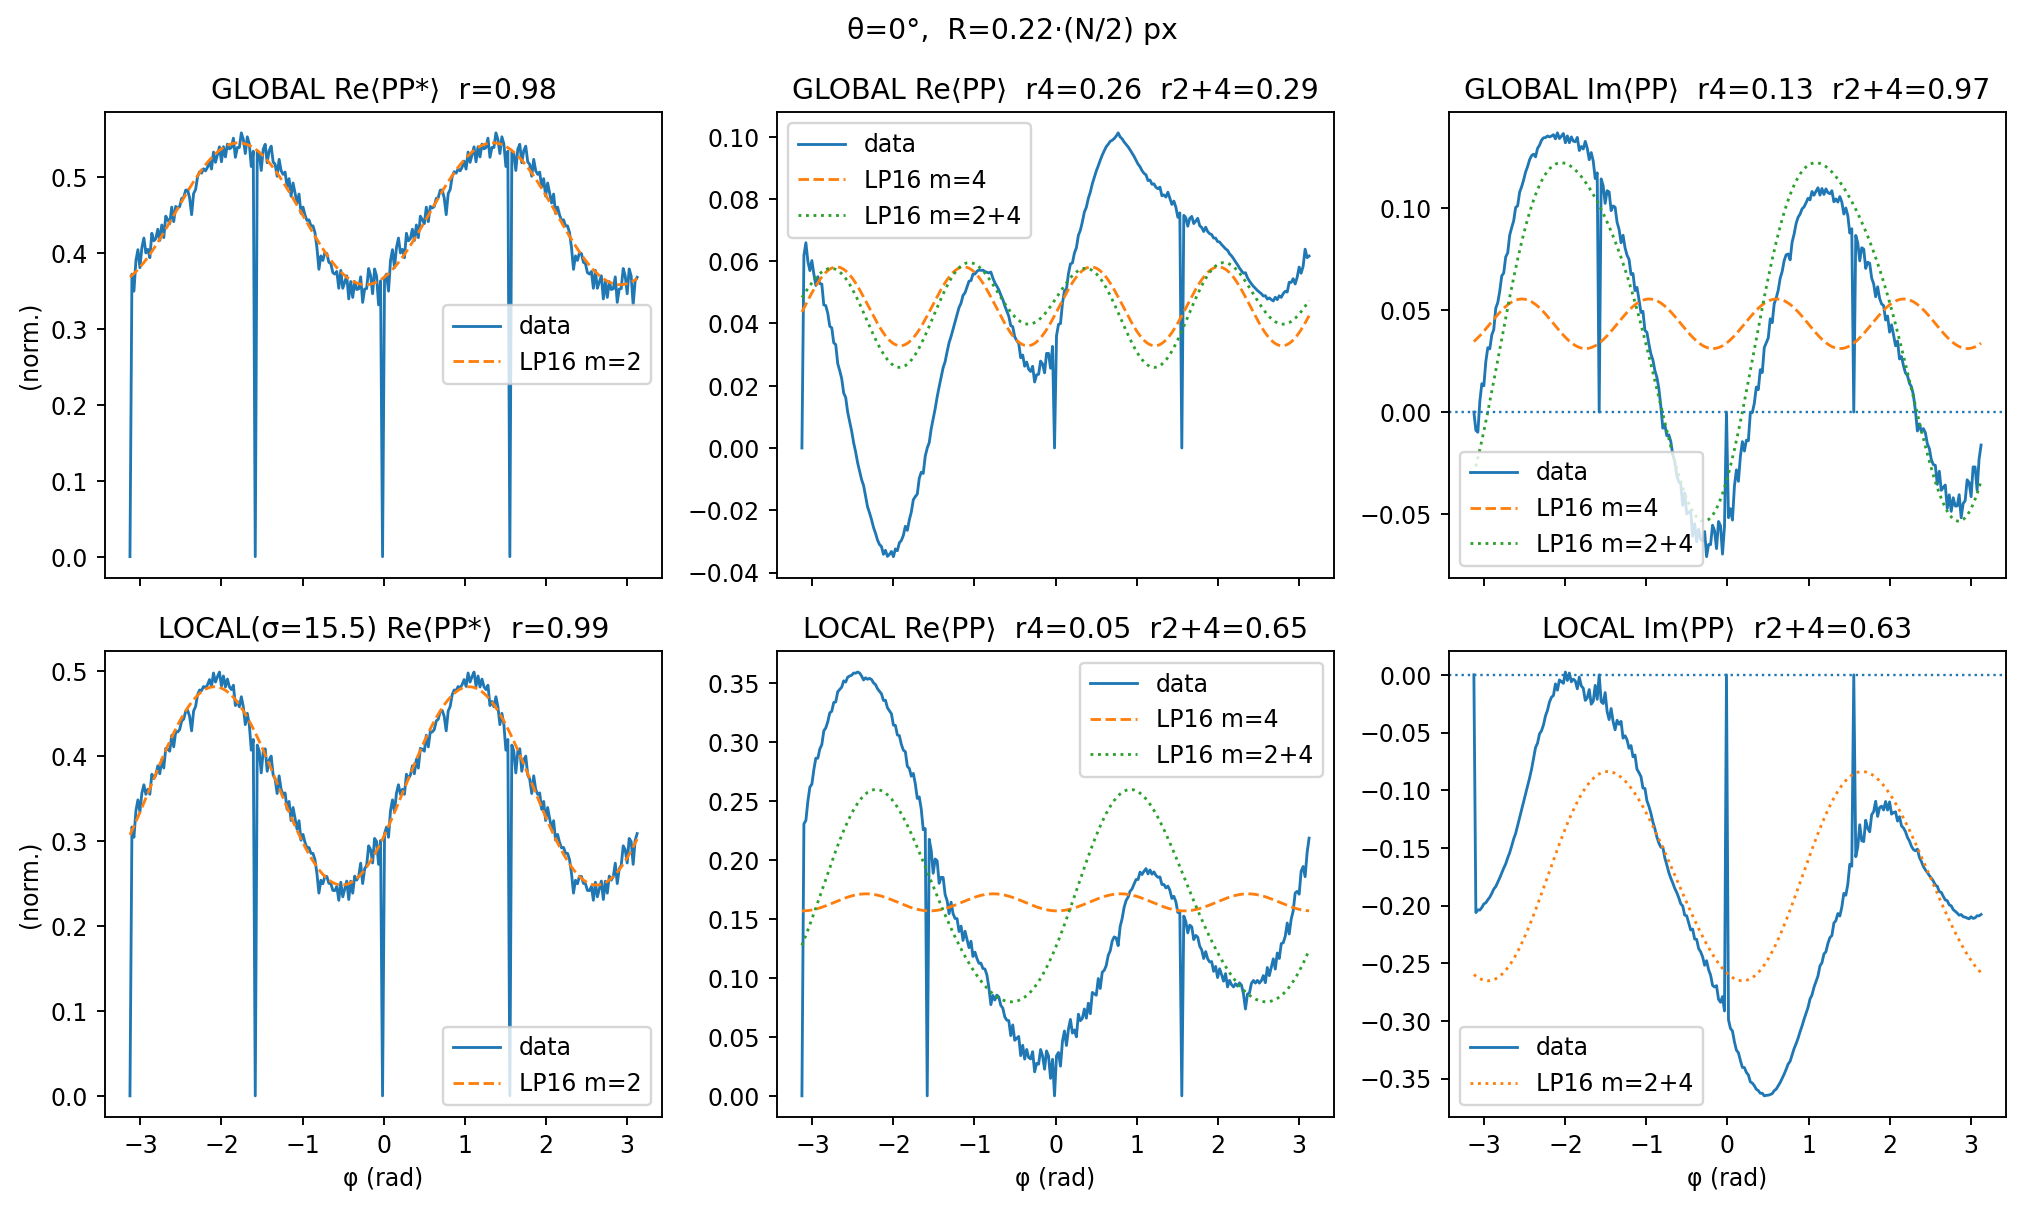 θ=0°,  R=0.22·(N/2) px
GLOBAL Re⟨PP*⟩  r=0.98
(norm.)
0.5
0.4
0.3
0.2
0.1
0.0
data
LP16 m=2
GLOBAL Re⟨PP⟩  r4=0.26  r2+4=0.29
0.10
0.08
0.06
0.04
0.02
0.00
−0.02
−0.04
data
LP16 m=4
LP16 m=2+4
GLOBAL Im⟨PP⟩  r4=0.13  r2+4=0.97
0.10
0.05
0.00
−0.05
data
LP16 m=4
LP16 m=2+4
LOCAL(σ=15.5) Re⟨PP*⟩  r=0.99
(norm.)
0.5
0.4
0.3
0.2
0.1
0.0
data
LP16 m=2
−3 −2 −1 0 1 2 3
φ (rad)
LOCAL Re⟨PP⟩  r4=0.05  r2+4=0.65
0.35
0.30
0.25
0.20
0.15
0.10
0.05
0.00
data
LP16 m=4
LP16 m=2+4
−3 −2 −1 0 1 2 3
φ (rad)
LOCAL Im⟨PP⟩  r2+4=0.63
0.00
−0.05
−0.10
−0.15
−0.20
−0.25
−0.30
−0.35
data
LP16 m=2+4
−3 −2 −1 0 1 2 3
φ (rad)